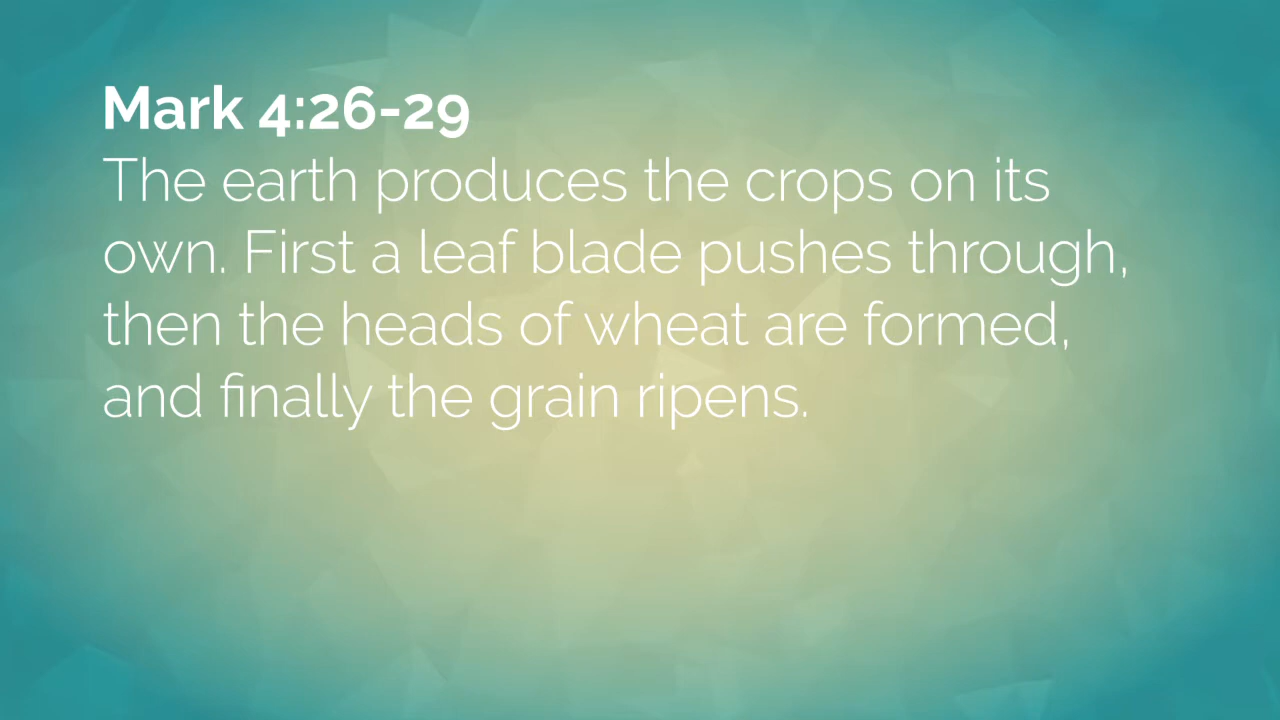 Mark 4:26-29
The earth produces the crops on its
own. First a leaf blade pushes through,
then the heads of wheat are formed,
and finally the grain ripens.